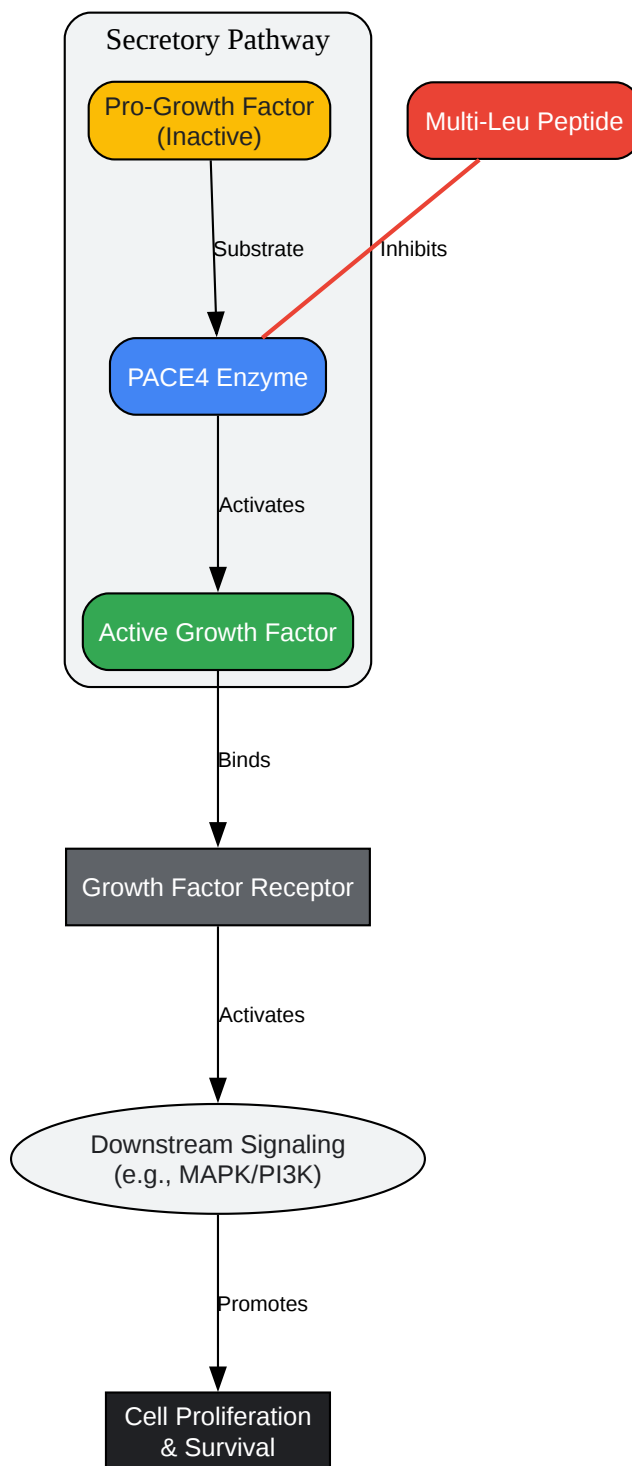 Secretory Pathway
Pro-Growth Factor
(Inactive)
Multi-Leu Peptide
Substrate
Inhibits
PACE4 Enzyme
Activates
Active Growth Factor
Binds
Growth Factor Receptor
Activates
Downstream Signaling
(e.g., MAPK/PI3K)
Promotes
Cell Proliferation
& Survival